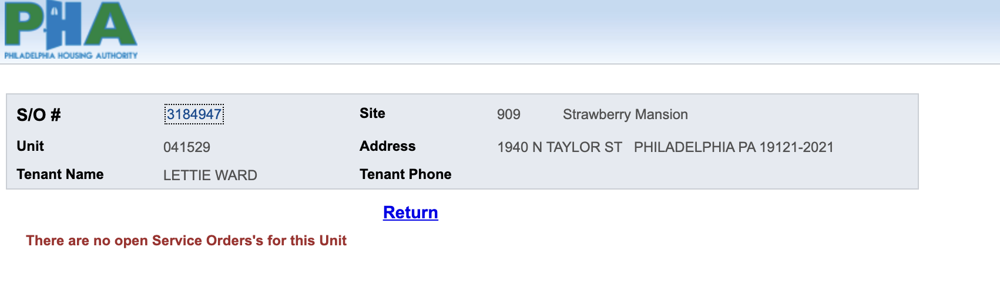 PHA
PHILADELPHIA HOUSING AUTHORITY
S/O # 3184947 Site 909 Strawberry Mansion
Unit 041529 Address 1940 N TAYLOR ST PHILADELPHIA PA 19121-2021
Tenant Name LETTIE WARD Tenant Phone
Return
There are no open Service Orders's for this Unit